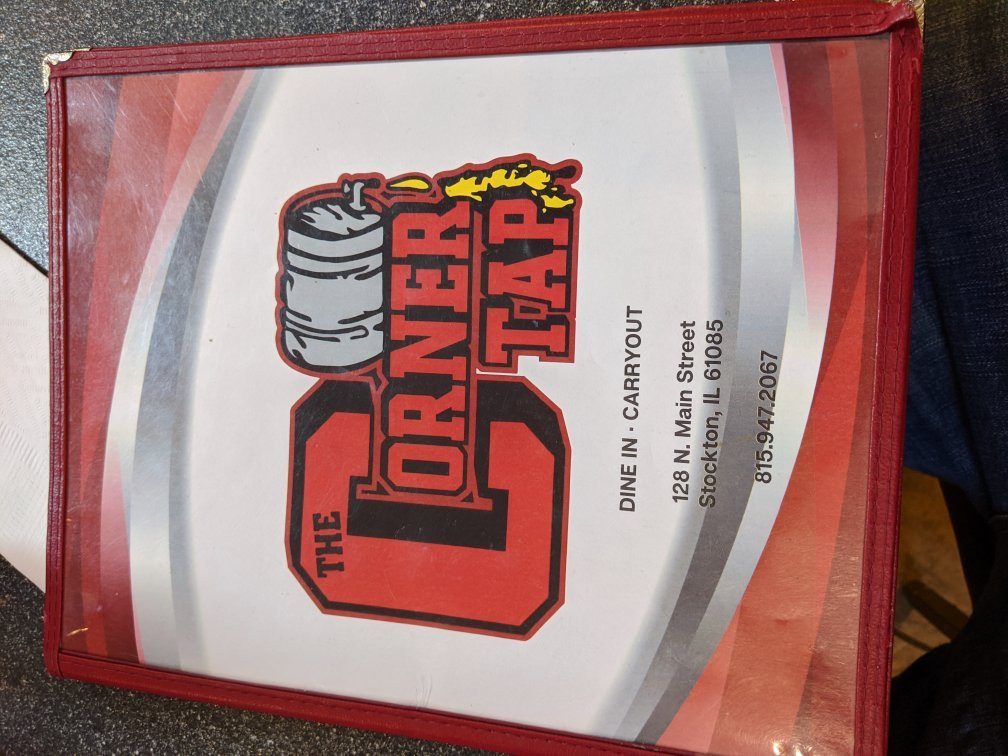 THE
CORNER
TAP
DINE IN · CARRYOUT
128 N. Main Street
Stockton, IL 61085
815.947.2067